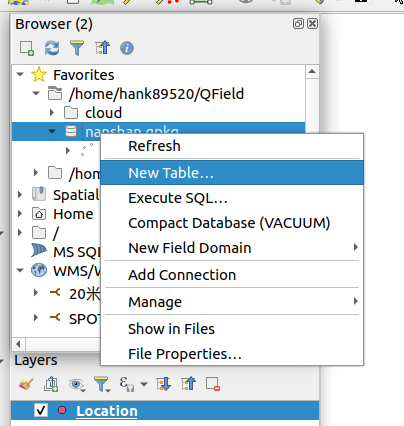 Browser (2)
Favorites
/home/hank89520/QField
cloud
nanshan.gpkg
Refresh
New Table…
/hom
Execute SQL…
Spatial
Compact Database (VACUUM)
Home
New Field Domain
/
MS SQL
Add Connection
WMS/W
20米
Manage
SPOT
Show in Files
File Properties…
Layers
Location